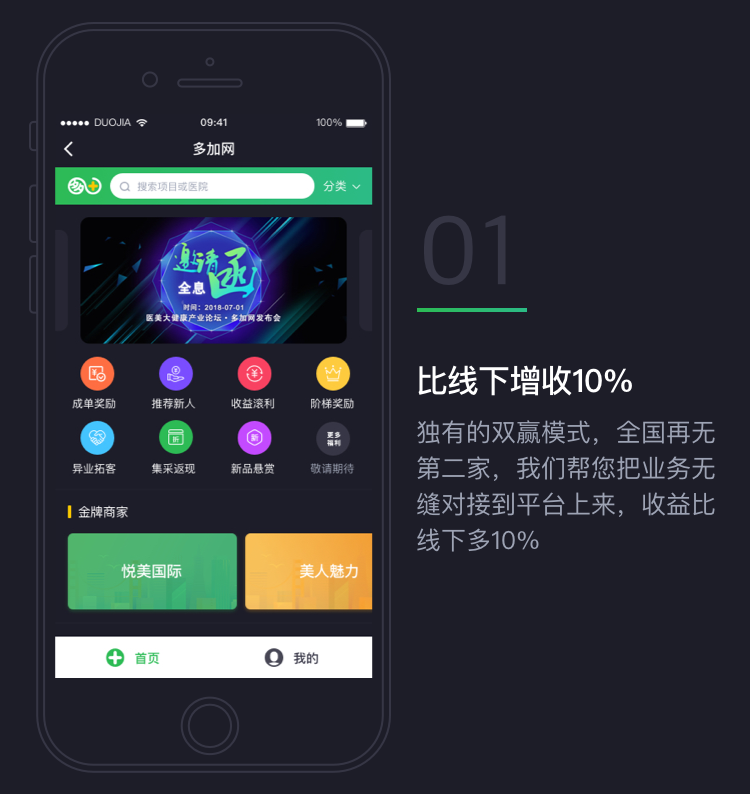 DUOJIA
09:41
100%
多加网
搜索项目或医院
分类
邀请函
全息
时间：2018-07-01
医美大健康产业论坛·多加网发布会
成单奖励
推荐新人
收益滚利
阶梯奖励
折
新
更多
福利
异业拓客
集采返现
新品悬赏
敬请期待
金牌商家
悦美国际
美人魅力
首页
我的
01
比线下增收10%
独有的双赢模式，全国再无
第二家，我们帮您把业务无
缝对接到平台上来，收益比
线下多10%